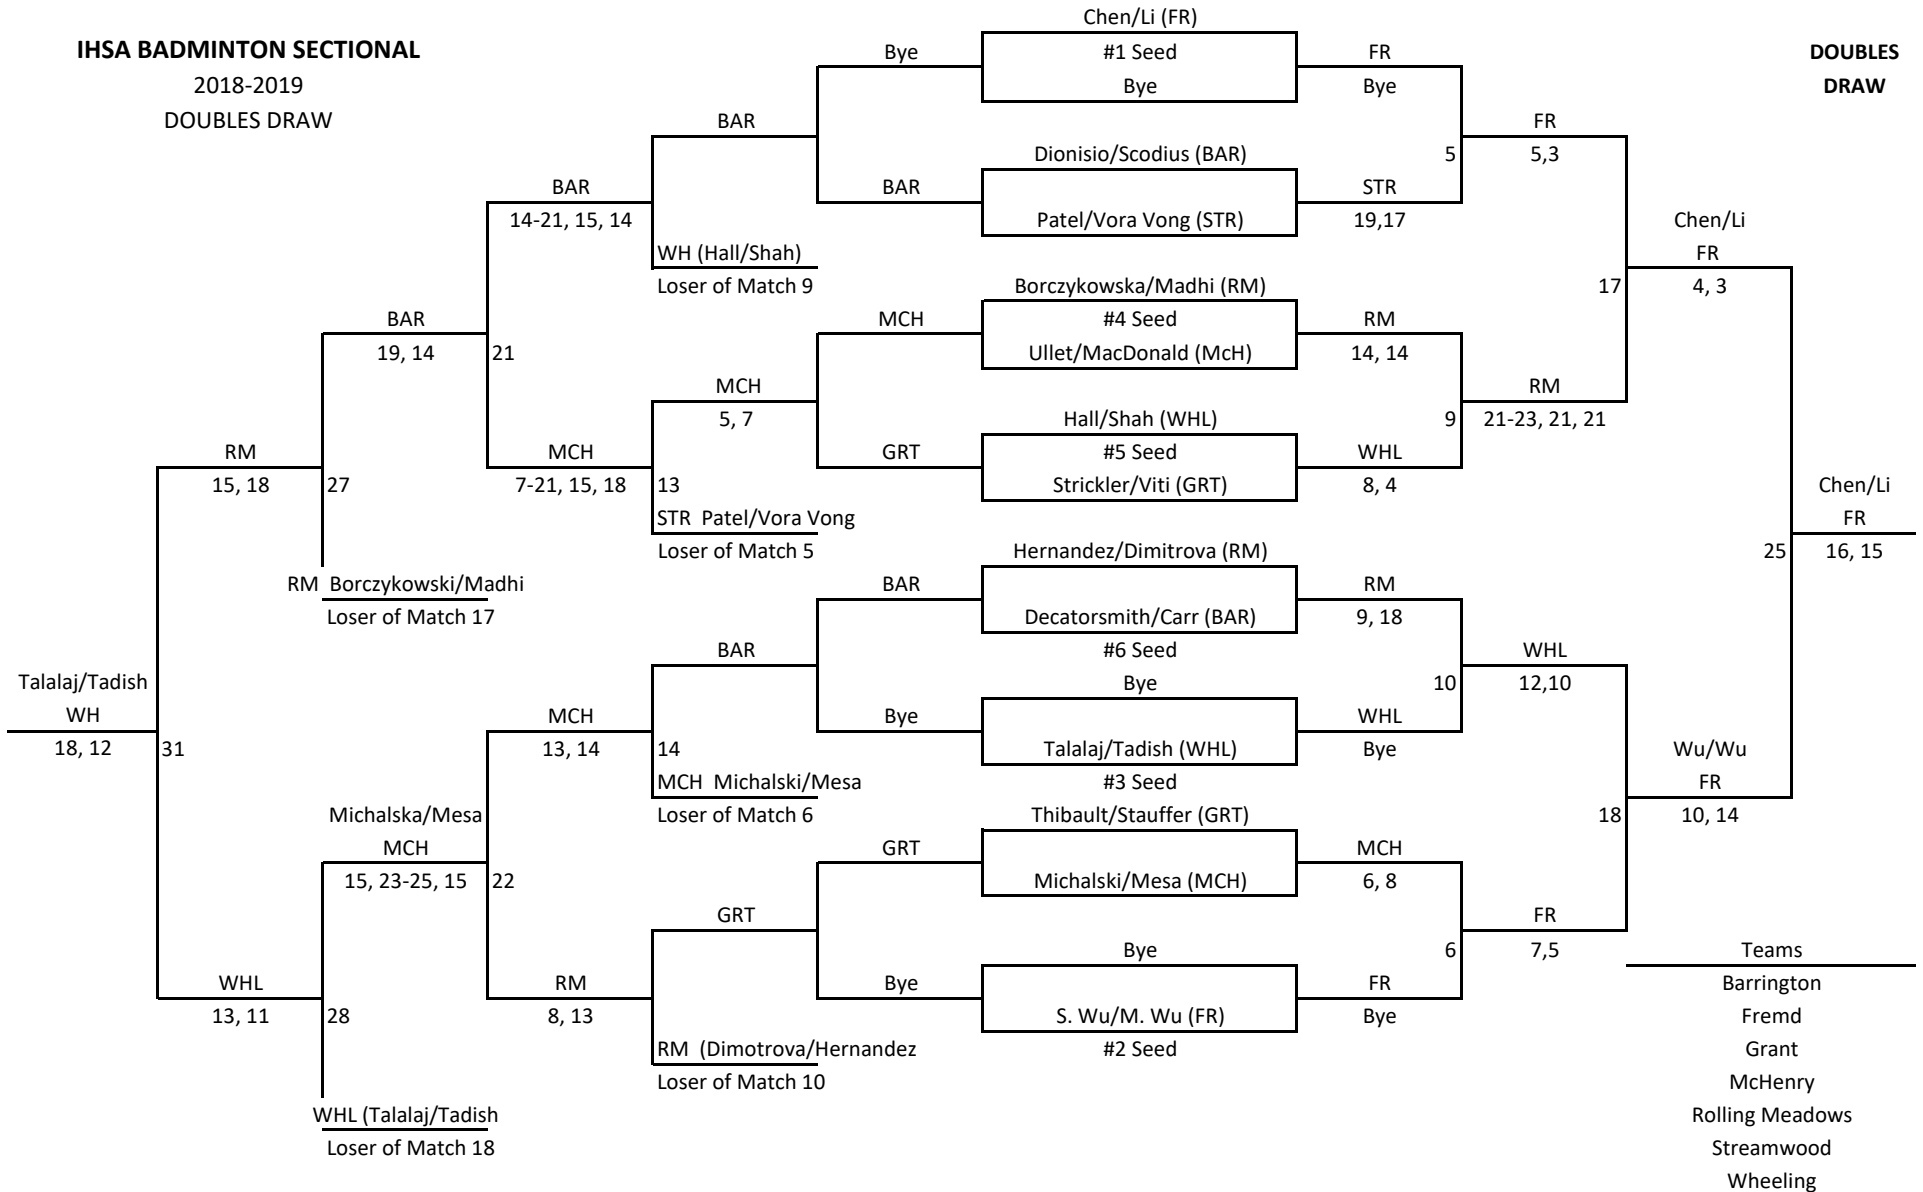 IHSA BADMINTON SECTIONAL
2018-2019
DOUBLES DRAW
DOUBLES
DRAW
Chen/Li (FR)
Bye
#1 Seed
FR
Bye
Bye
BAR
FR
Dionisio/Scodius (BAR)
5
5,3
BAR
BAR
STR
14-21, 15, 14
Patel/Vora Vong (STR)
19,17
Chen/Li
WH (Hall/Shah)
FR
Loser of Match 9
Borczykowska/Madhi (RM)
17
4, 3
BAR
MCH
#4 Seed
RM
19, 14
21
Ullet/MacDonald (McH)
14, 14
MCH
RM
5, 7
Hall/Shah (WHL)
9
21-23, 21, 21
RM
MCH
GRT
#5 Seed
WHL
15, 18
27
7-21, 15, 18
13
Strickler/Viti (GRT)
8, 4
Chen/Li
STR  Patel/Vora Vong
FR
Loser of Match 5
Hernandez/Dimitrova (RM)
25
16, 15
RM  Borczykowski/Madhi
BAR
RM
Loser of Match 17
Decatorsmith/Carr (BAR)
9, 18
BAR
#6 Seed
WHL
Talalaj/Tadish
Bye
10
12,10
WH
MCH
Bye
WHL
18, 12
31
13, 14
14
Talalaj/Tadish (WHL)
Bye
Wu/Wu
MCH  Michalski/Mesa
#3 Seed
FR
Michalska/Mesa
Loser of Match 6
Thibault/Stauffer (GRT)
18
10, 14
MCH
GRT
MCH
15, 23-25, 15
22
Michalski/Mesa (MCH)
6, 8
GRT
FR
Bye
6
7,5
Teams
WHL
RM
Bye
FR
Barrington
13, 11
28
8, 13
S. Wu/M. Wu (FR)
Bye
Fremd
RM  (Dimotrova/Hernandez
#2 Seed
Grant
Loser of Match 10
McHenry
WHL (Talalaj/Tadish
Rolling Meadows
Loser of Match 18
Streamwood
Wheeling